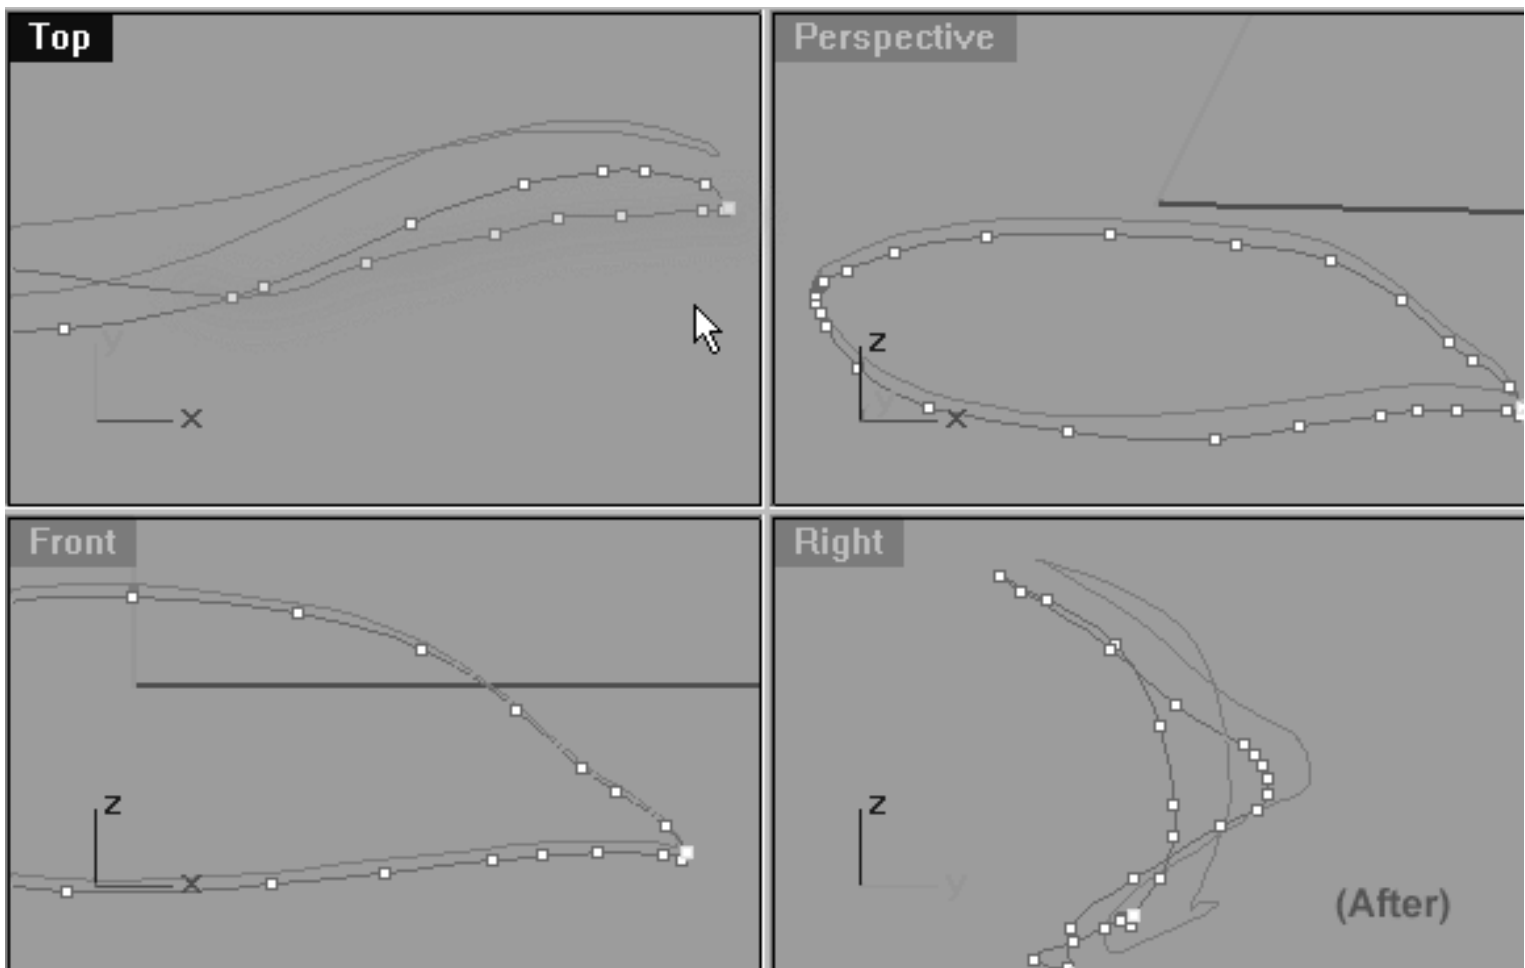 Top
Perspective
y
x
z
y
x
Front
Right
z
x
z
y
(After)